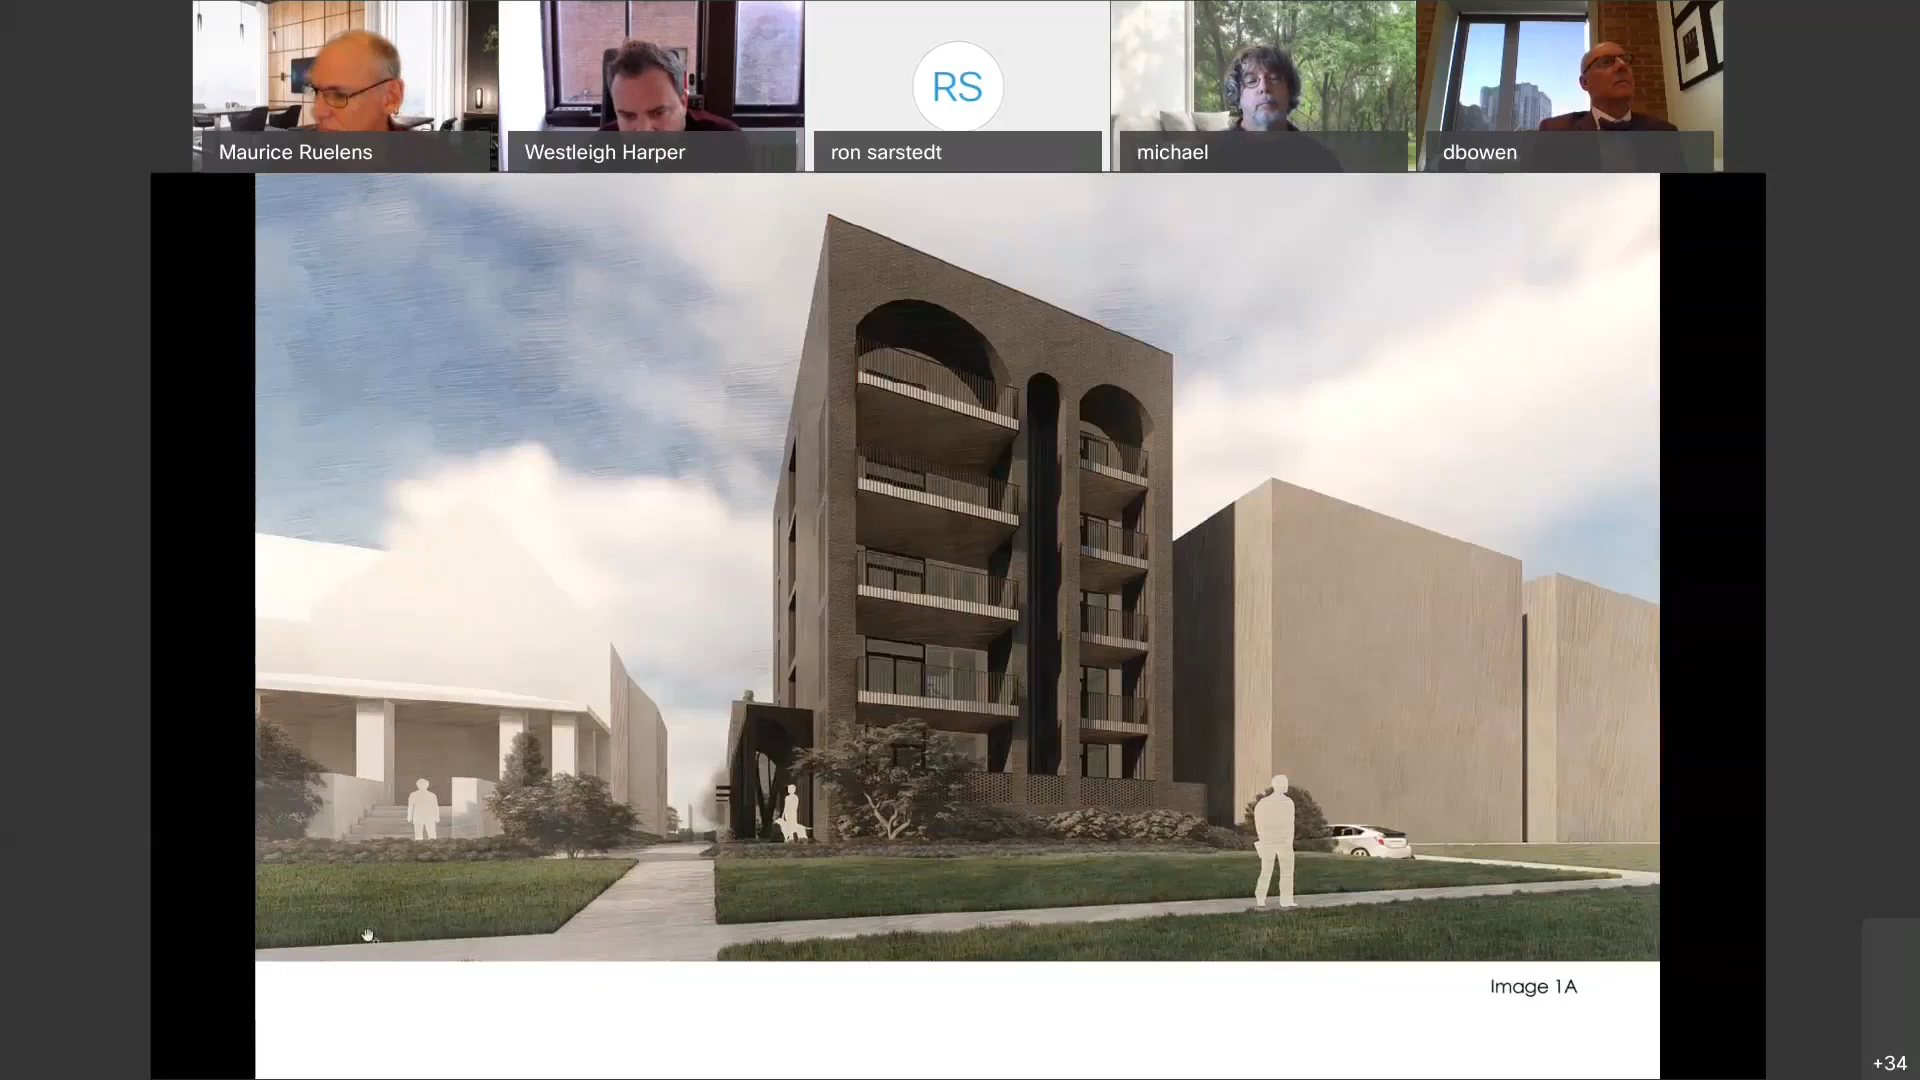 Maurice Ruelens
Westleigh Harper
RS
ron sarstedt
michael
dbowen
Image 1A
+34